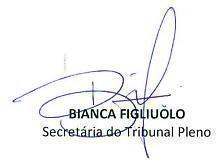 BIANCA FIGLIUOLO
Secretária do Tribunal Pleno